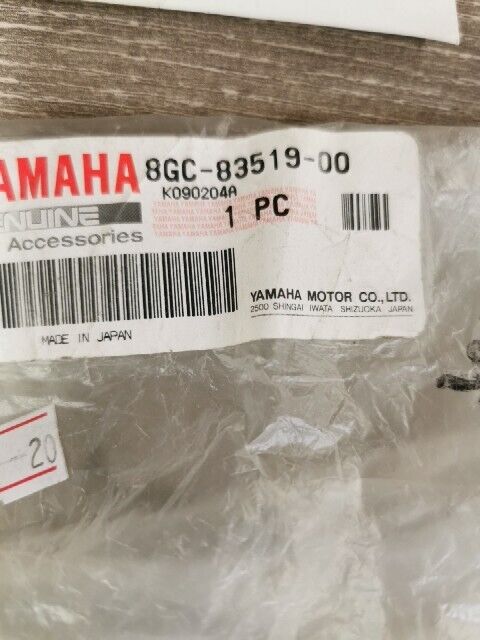 YAMAHA 8GC-83519-00
K090204A
GENUINE
1 PC
Accessories
YAMAHA MOTOR CO.,LTD.
2500 SHINGAI IWATA SHIZUOKA JAPAN
MADE IN JAPAN
20